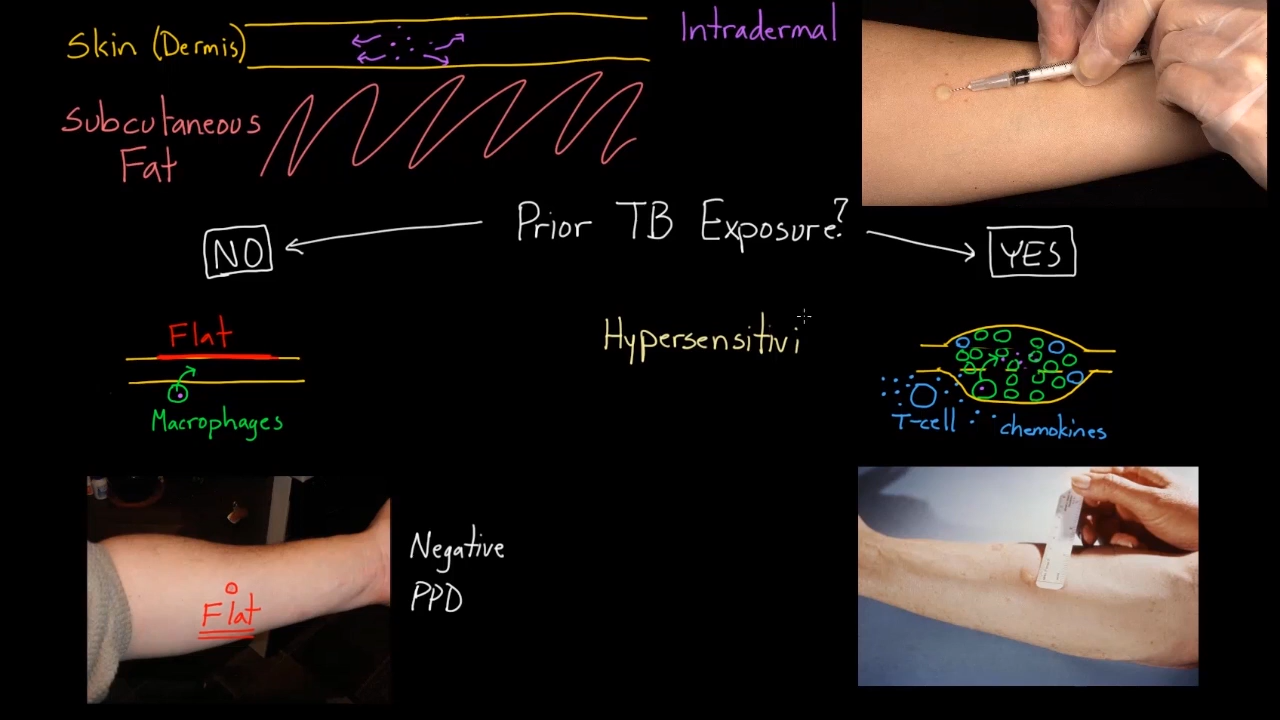 Skin (Dermis)
Intradermal
Subcutaneous
Fat
Prior TB Exposure?
NO
YES
Flat
Hypersensitivi
Macrophages
T-cell
chemokines
Flat
Negative
PPD